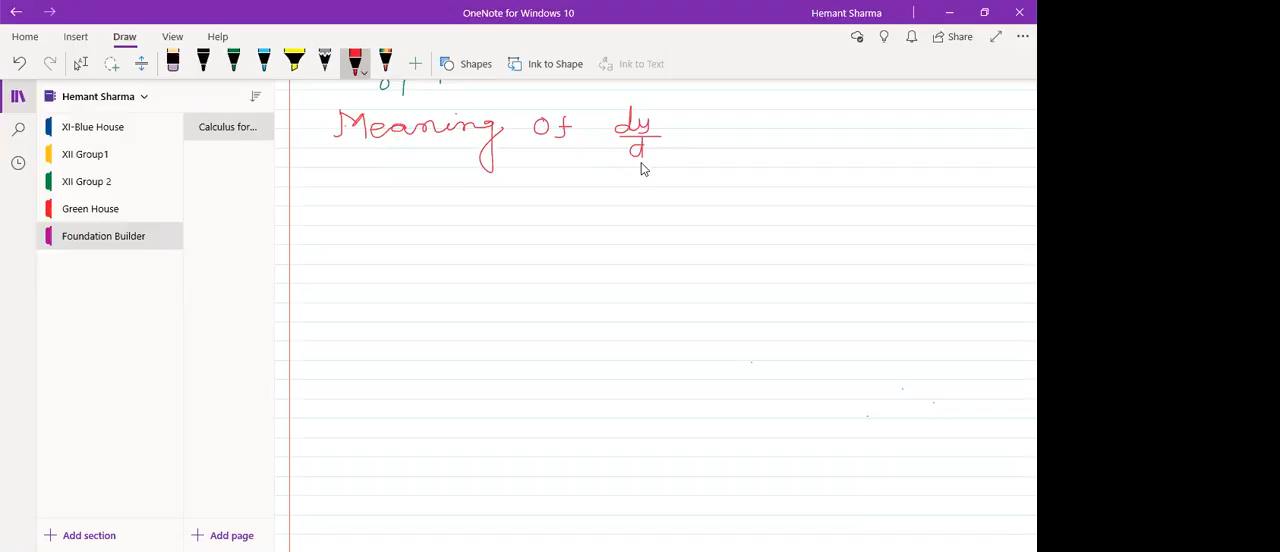 OneNote for Windows 10
Hemant Sharma
Home Insert Draw View Help
Share
Shapes
Ink to Shape
Ink to Text
Hemant Sharma
XI-Blue House
XII Group1
XII Group 2
Green House
Foundation Builder
Calculus for...
Meaning Of dy
d
Add section
Add page